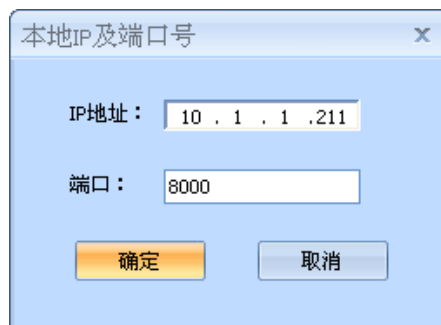 本地IP及端口号 x
IP地址： 10 . 1 . 1 .211
端口： 8000
确定 取消